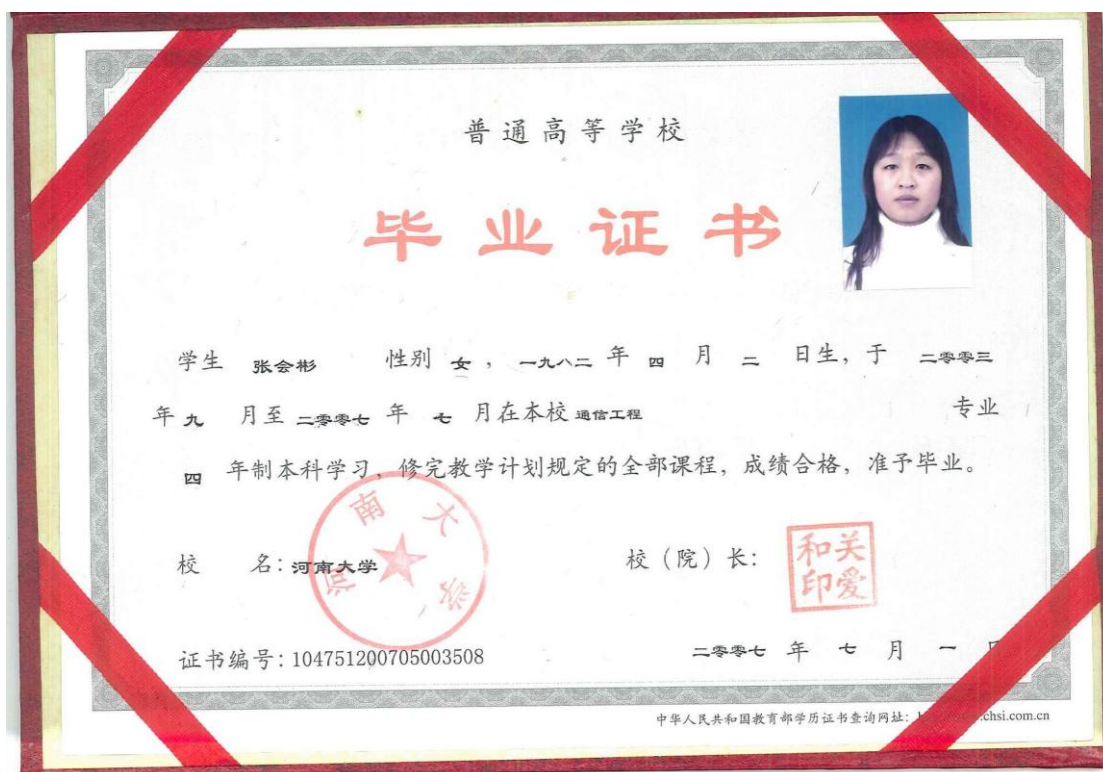 普通高等学校
毕业证书
学生 张会彬 性别 女，一九八二 年 四 月 二 日生，于 二零零三
年 九 月至 二零零七 年 七 月在本校 通信工程 专业
四 年制本科学习，修完教学计划规定的全部课程，成绩合格，准予毕业。
校 名：河南大学
河南大学
校（院）长：
关爱和印
证书编号：104751200705003508
二零零七 年 七 月 一
中华人民共和国教育部学历证书查询网址：chsi.com.cn